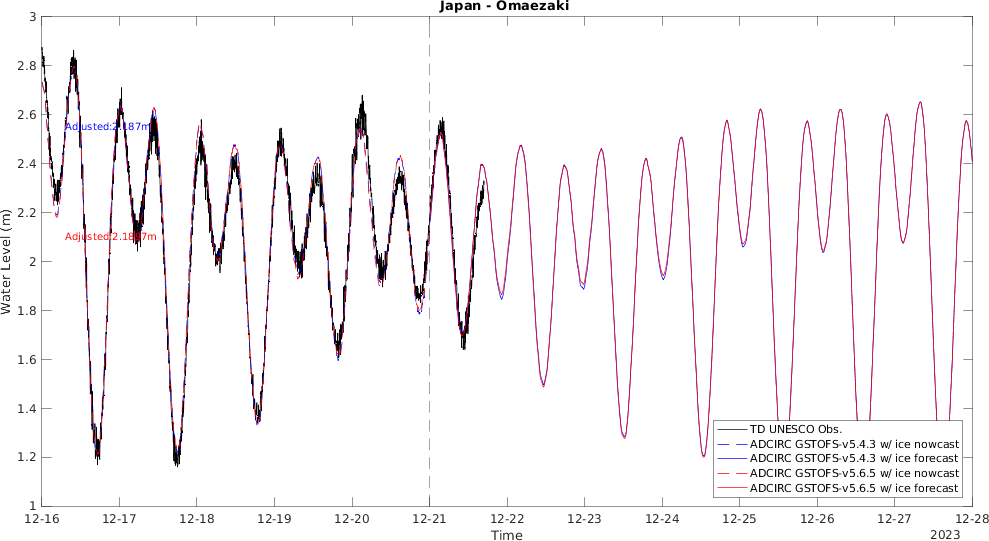 Japan - Omaezaki
3
2.8
2.6
2.4
2.2
2
1.8
1.6
1.4
1.2
1
Water Level (m)
Adjusted:2.187m
TD UNESCO Obs.
ADCIRC GSTOFS-v5.4.3 w/ ice nowcast
ADCIRC GSTOFS-v5.4.3 w/ ice forecast
ADCIRC GSTOFS-v5.6.5 w/ ice nowcast
ADCIRC GSTOFS-v5.6.5 w/ ice forecast
12-16 12-17 12-18 12-19 12-20 12-21 12-22 12-23 12-24 12-25 12-26 12-27 12-28
Time
2023